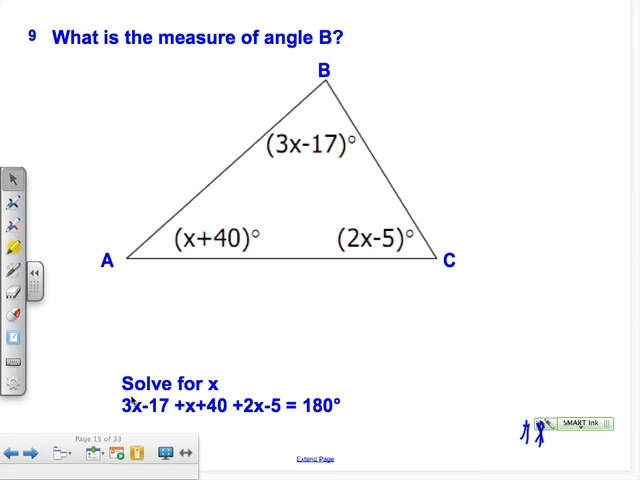 9 What is the measure of angle B?
B
(3x-17)°
(x+40)° (2x-5)°
A C
Solve for x
3x-17 +x+40 +2x-5 = 180°
SMART Ink
Page 15 of 33
Extend Page